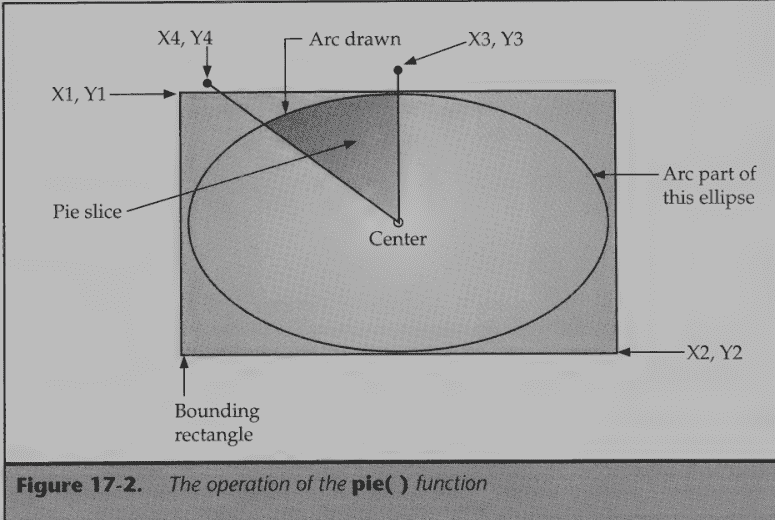 X4, Y4
Arc drawn
X3, Y3
X1, Y1
Arc part of
this ellipse
Pie slice
Center
X2, Y2
Bounding
rectangle
Figure 17-2. The operation of the pie( ) function